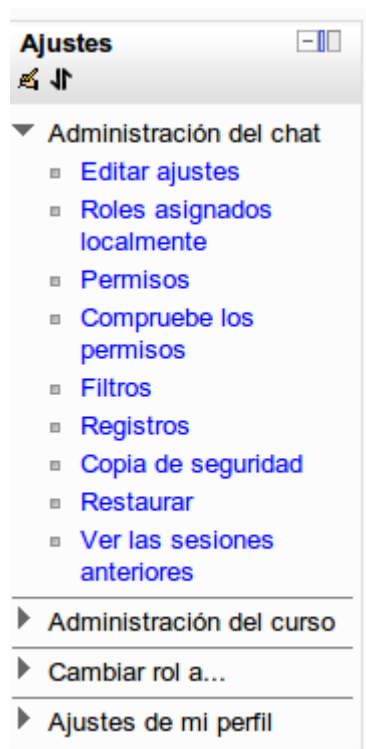 Ajustes
Administración del chat
Editar ajustes
Roles asignados
localmente
Permisos
Compruebe los
permisos
Filtros
Registros
Copia de seguridad
Restaurar
Ver las sesiones
anteriores
Administración del curso
Cambiar rol a...
Ajustes de mi perfil